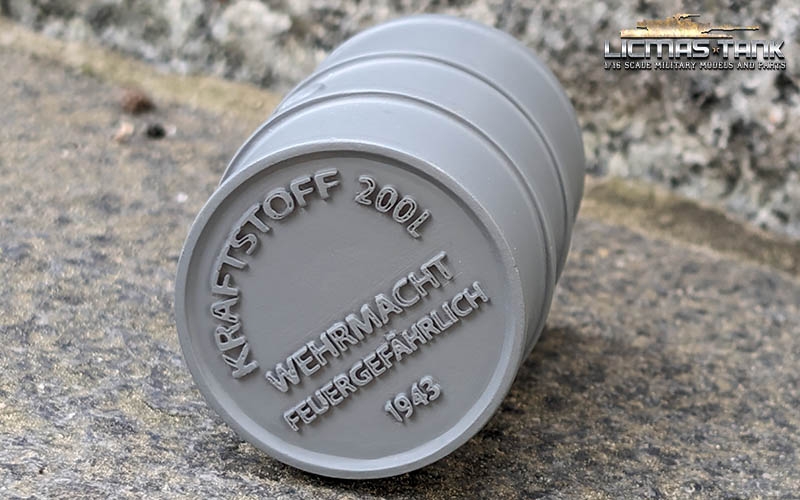 LICMAS★TANK
1/16 SCALE MILITARY MODELS AND PARTS
KRAFTSTOFF 200L
WEHRMACHT
FEUERGEFÄHRLICH
1943